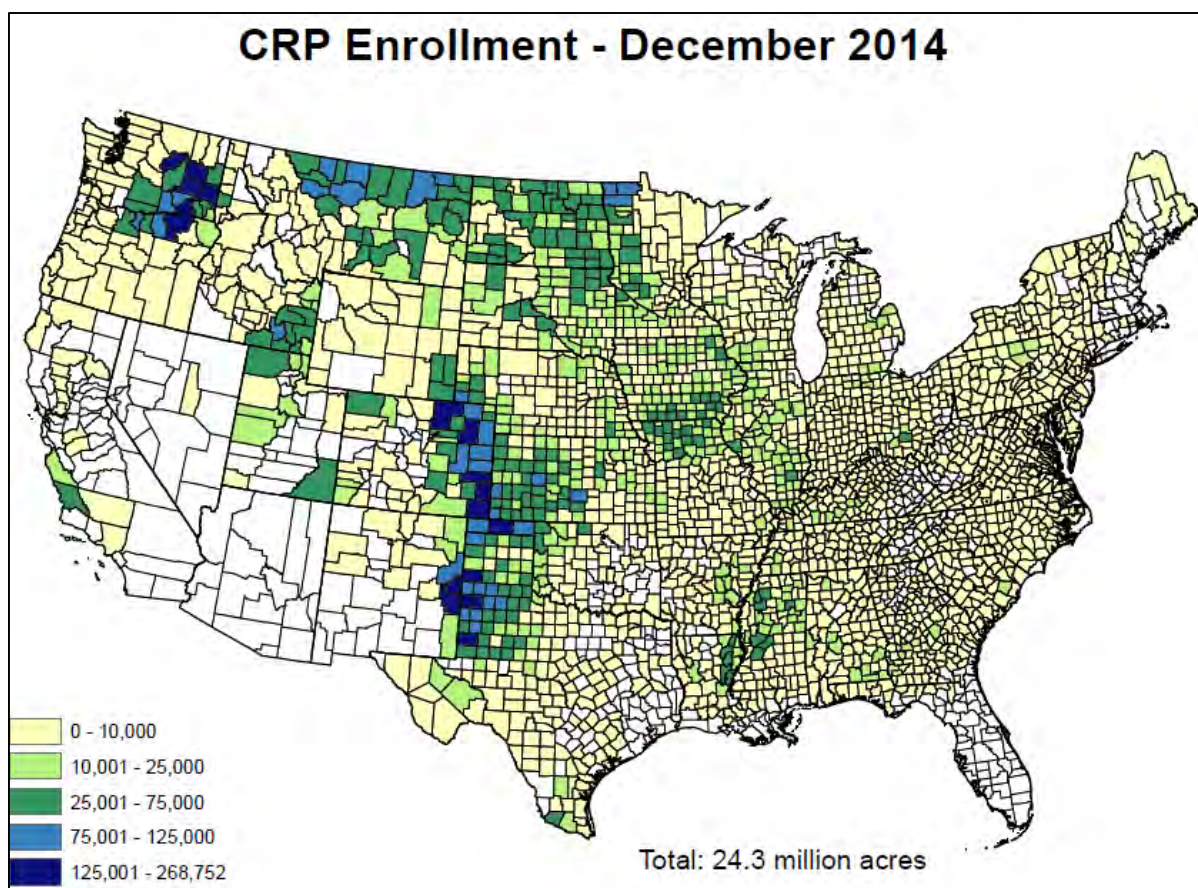 CRP Enrollment - December 2014
0 - 10,000
10,001 - 25,000
25,001 - 75,000
75,001 - 125,000
125,001 - 268,752
Total: 24.3 million acres